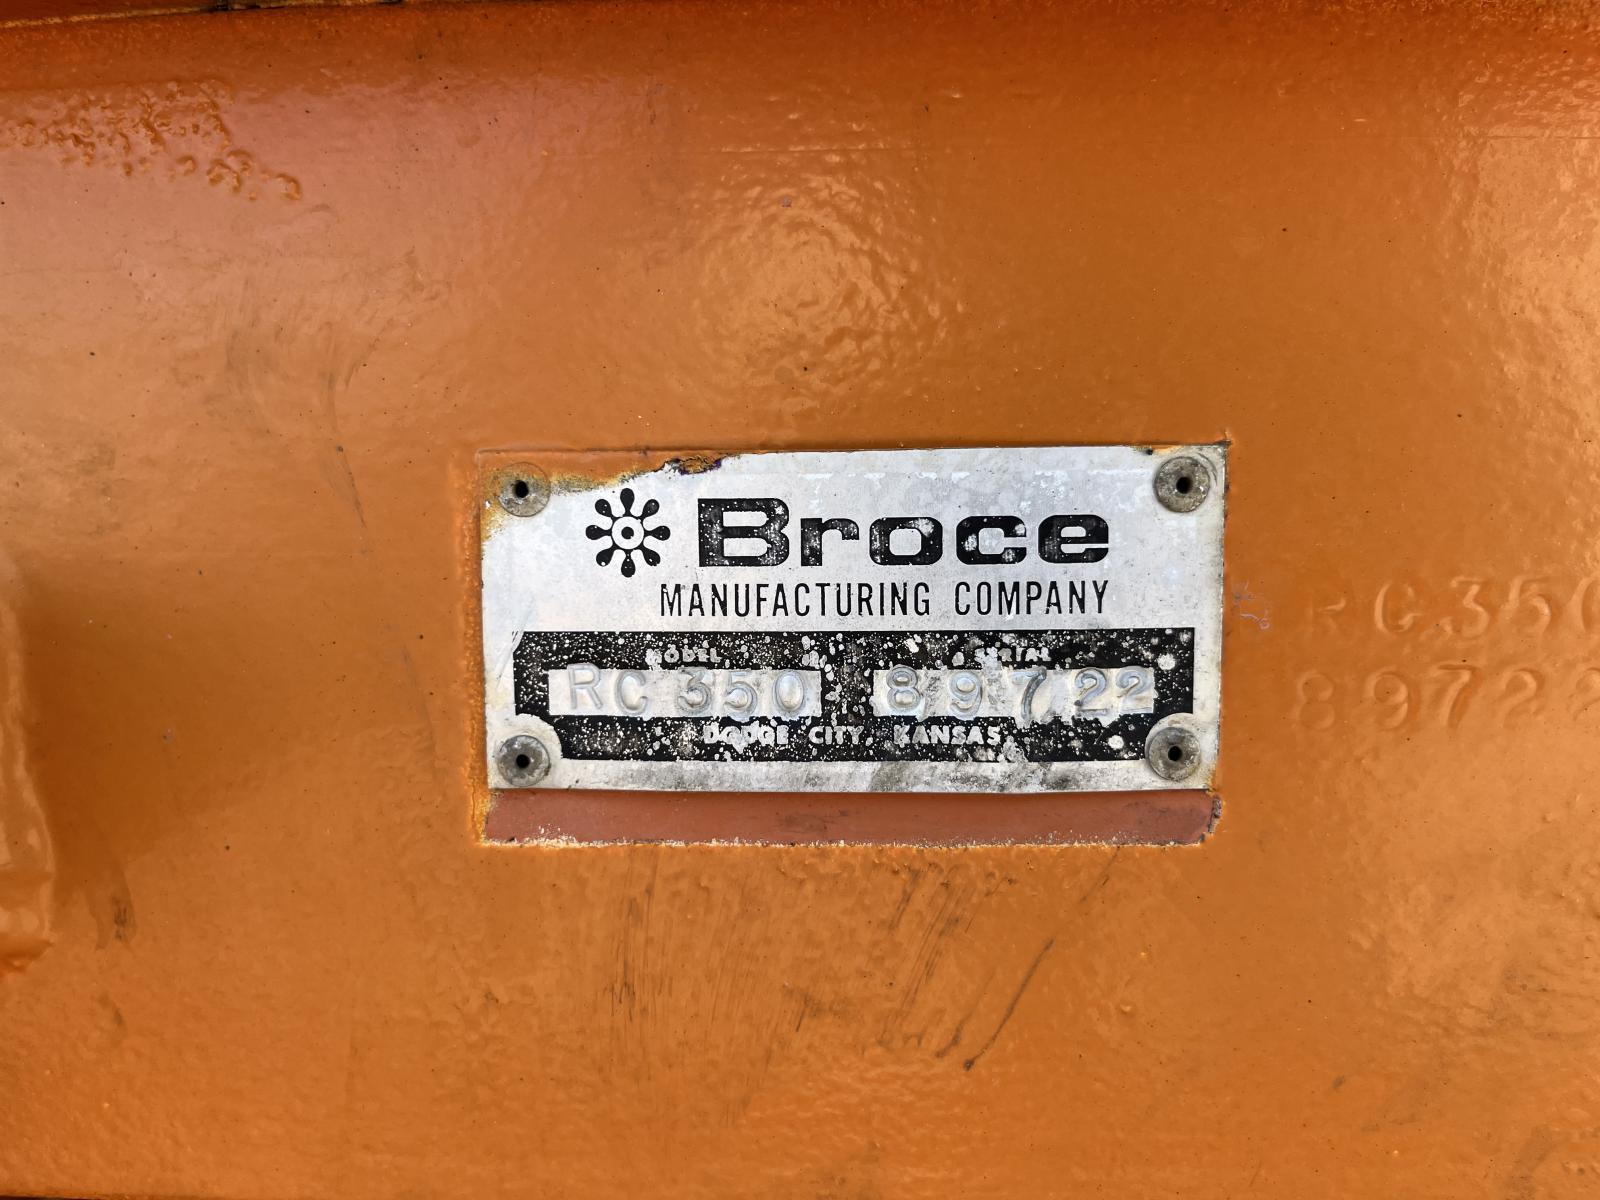 Broce
MANUFACTURING COMPANY
MODEL SERIAL
RC 350 89722
DODGE CITY, KANSAS
RC350
89722